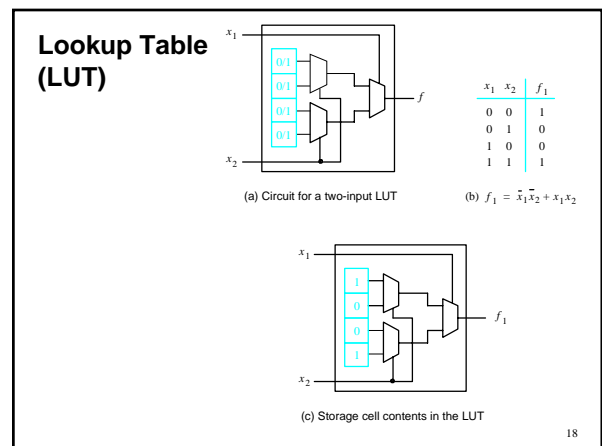 Lookup Table
(LUT)
x1
0/1
0/1
0/1
0/1
f
x2
(a) Circuit for a two-input LUT
x1 x2 f1
0 0 1
0 1 0
1 0 0
1 1 1
(b) f1 = x̄1x̄2 + x1x2
x1
1
0
0
1
f1
x2
(c) Storage cell contents in the LUT
18